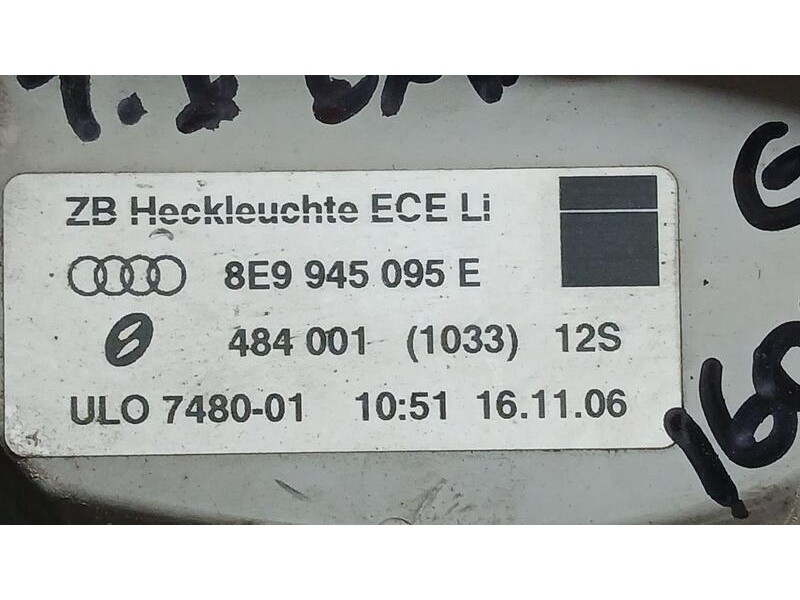 ZB Heckleuchte ECE Li
8E9 945 095 E
8 484 001 (1033) 12S
ULO 7480-01 10:51 16.11.06